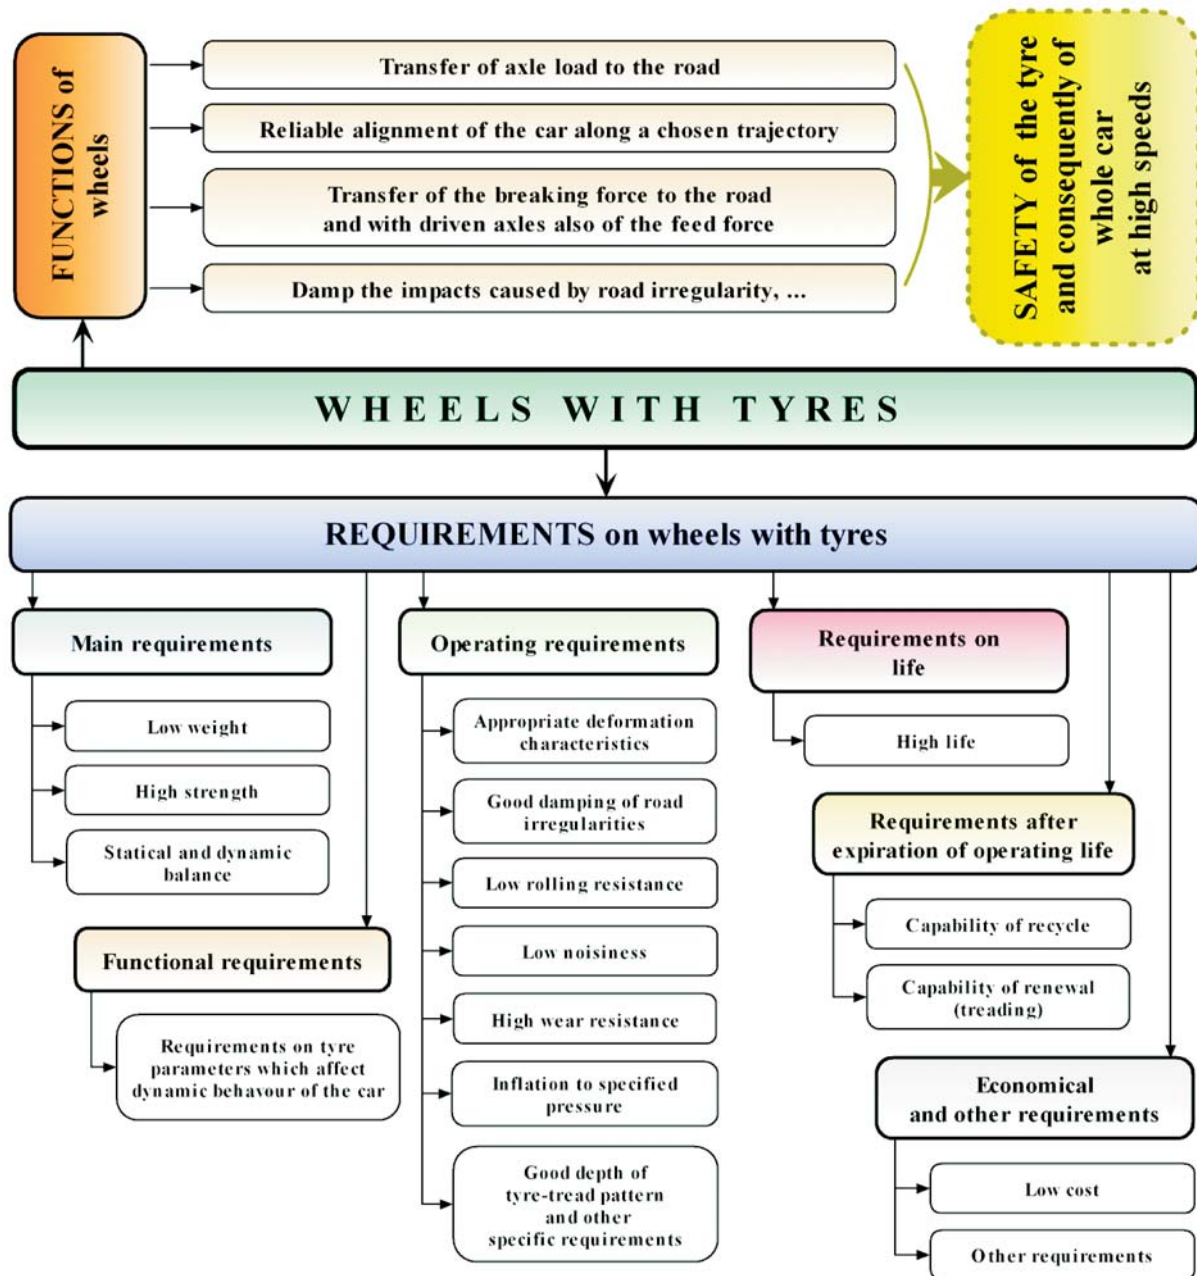 FUNCTIONS of
wheels
Transfer of axle load to the road
Reliable alignment of the car along a chosen trajectory
Transfer of the breaking force to the road
and with driven axles also of the feed force
Damp the impacts caused by road irregularity, ...
SAFETY of the tyre
and consequently of
whole car
at high speeds
WHEELS WITH TYRES
REQUIREMENTS on wheels with tyres
Main requirements
Low weight
High strength
Statical and dynamic
balance
Functional requirements
Requirements on tyre
parameters which affect
dynamic behavour of the car
Operating requirements
Appropriate deformation
characteristics
Good damping of road
irregularities
Low rolling resistance
Low noisiness
High wear resistance
Inflation to specified
pressure
Good depth of
tyre-tread pattern
and other
specific requirements
Requirements on
life
High life
Requirements after
expiration of operating life
Capability of recycle
Capability of renewal
(treading)
Economical
and other requirements
Low cost
Other requirements